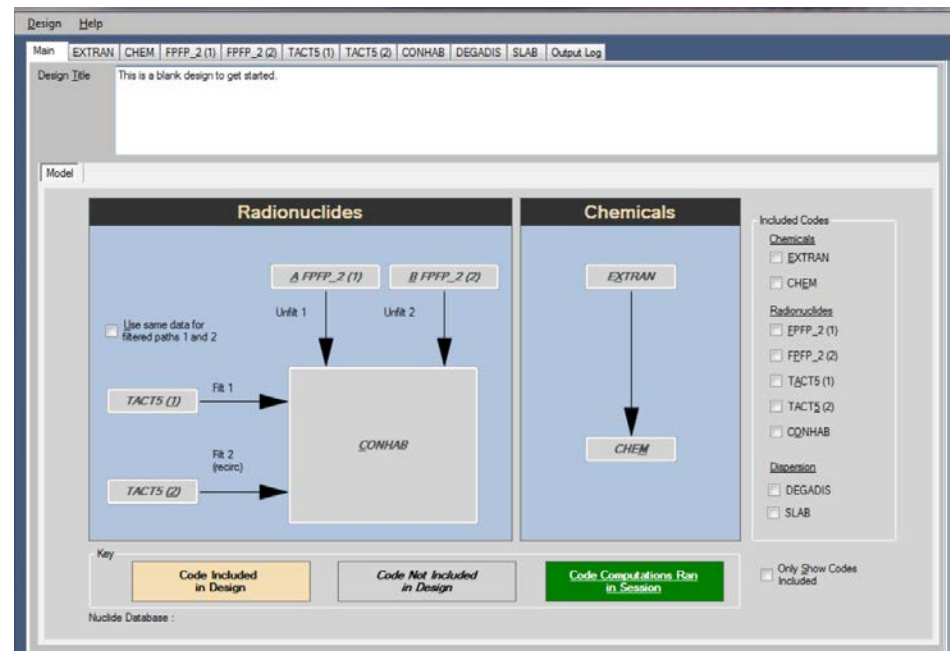 Design Help
Main EXTRAN CHEM FPFP_2 (1) FPFP_2 (2) TACT5 (1) TACT5 (2) CONHAB DEGADIS SLAB Output Log
Design Title
This is a blank design to get started.
Model
Radionuclides
A FPFP_2 (1)
B FPFP_2 (2)
Unfilt 1
Unfilt 2
Use same data for
filtered paths 1 and 2
TACT5 (1)
Filt 1
CONHAB
Filt 2
(recirc)
TACT5 (2)
Chemicals
EXTRAN
CHEM
Included Codes
Chemicals
EXTRAN
CHEM
Radionuclides
FPFP_2 (1)
FPFP_2 (2)
TACT5 (1)
TACT5 (2)
CONHAB
Dispersion
DEGADIS
SLAB
Key
Code Included
in Design
Code Not Included
in Design
Code Computations Ran
in Session
Only Show Codes
Included
Nuclide Database :